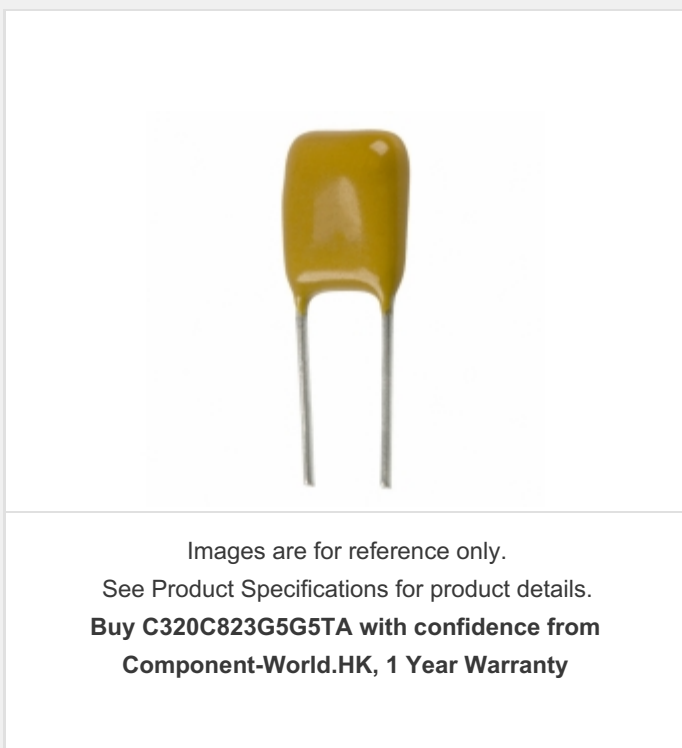 Images are for reference only.
See Product Specifications for product details.
Buy C320C823G5G5TA with confidence from
Component-World.HK, 1 Year Warranty